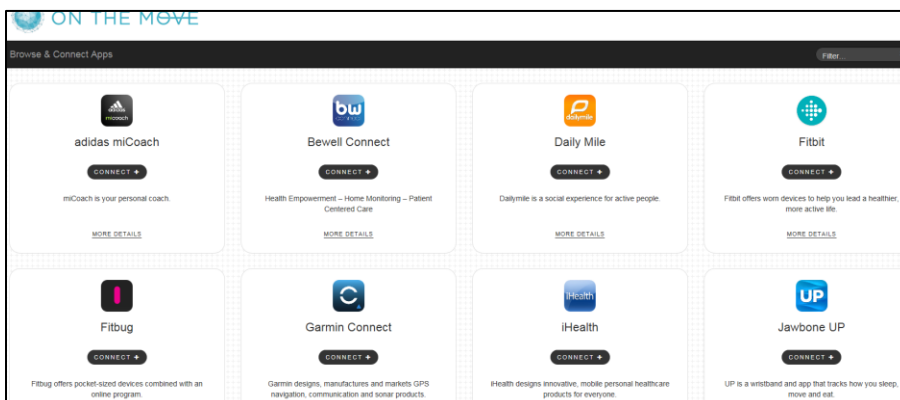 ON THE MOVE
Browse & Connect Apps
Filter...
adidas
micoach
adidas miCoach
CONNECT +
miCoach is your personal coach.
MORE DETAILS
bw
Bewell Connect
CONNECT +
Health Empowerment – Home Monitoring – Patient
Centered Care
MORE DETAILS
dailymile
Daily Mile
CONNECT +
Dailymile is a social experience for active people.
MORE DETAILS
Fitbit
CONNECT +
Fitbit offers worn devices to help you lead a healthier,
more active life.
MORE DETAILS
Fitbug
CONNECT +
Fitbug offers pocket-sized devices combined with an
online program.
Garmin Connect
CONNECT +
Garmin designs, manufactures and markets GPS
navigation, communication and sonar products.
iHealth
iHealth
CONNECT +
iHealth designs innovative, mobile personal healthcare
products for everyone.
UP
Jawbone UP
CONNECT +
UP is a wristband and app that tracks how you sleep,
move and eat.